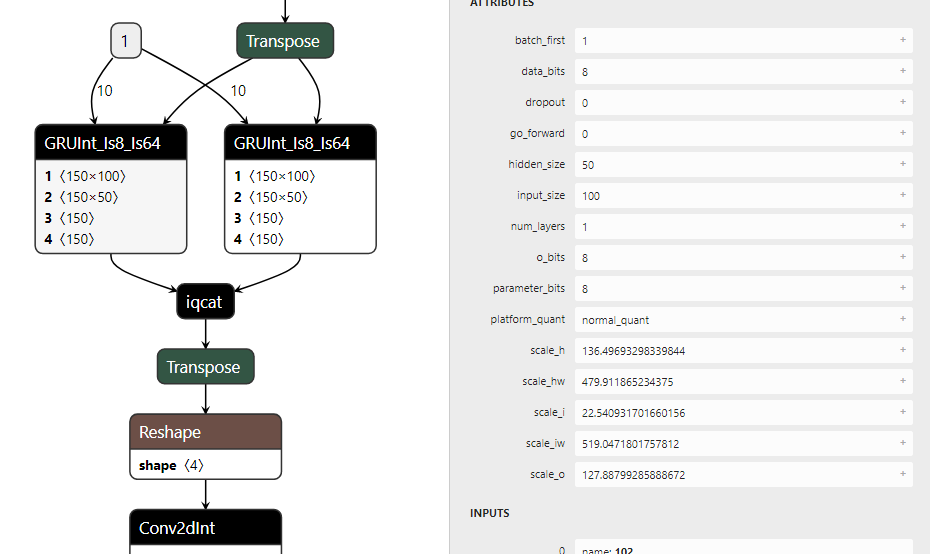 1
Transpose
10
10
GRUInt_Is8_Is64
1 〈150×100〉
2 〈150×50〉
3 〈150〉
4 〈150〉
GRUInt_Is8_Is64
1 〈150×100〉
2 〈150×50〉
3 〈150〉
4 〈150〉
iqcat
Transpose
Reshape
shape 〈4〉
Conv2dInt
ATTRIBUTES
batch_first 1 +
data_bits 8 +
dropout 0 +
go_forward 0 +
hidden_size 50 +
input_size 100 +
num_layers 1 +
o_bits 8 +
parameter_bits 8 +
platform_quant normal_quant +
scale_h 136.49693298339844 +
scale_hw 479.911865234375 +
scale_i 22.540931701660156 +
scale_iw 519.0471801757812 +
scale_o 127.88799285888672 +
INPUTS
0 name: 102